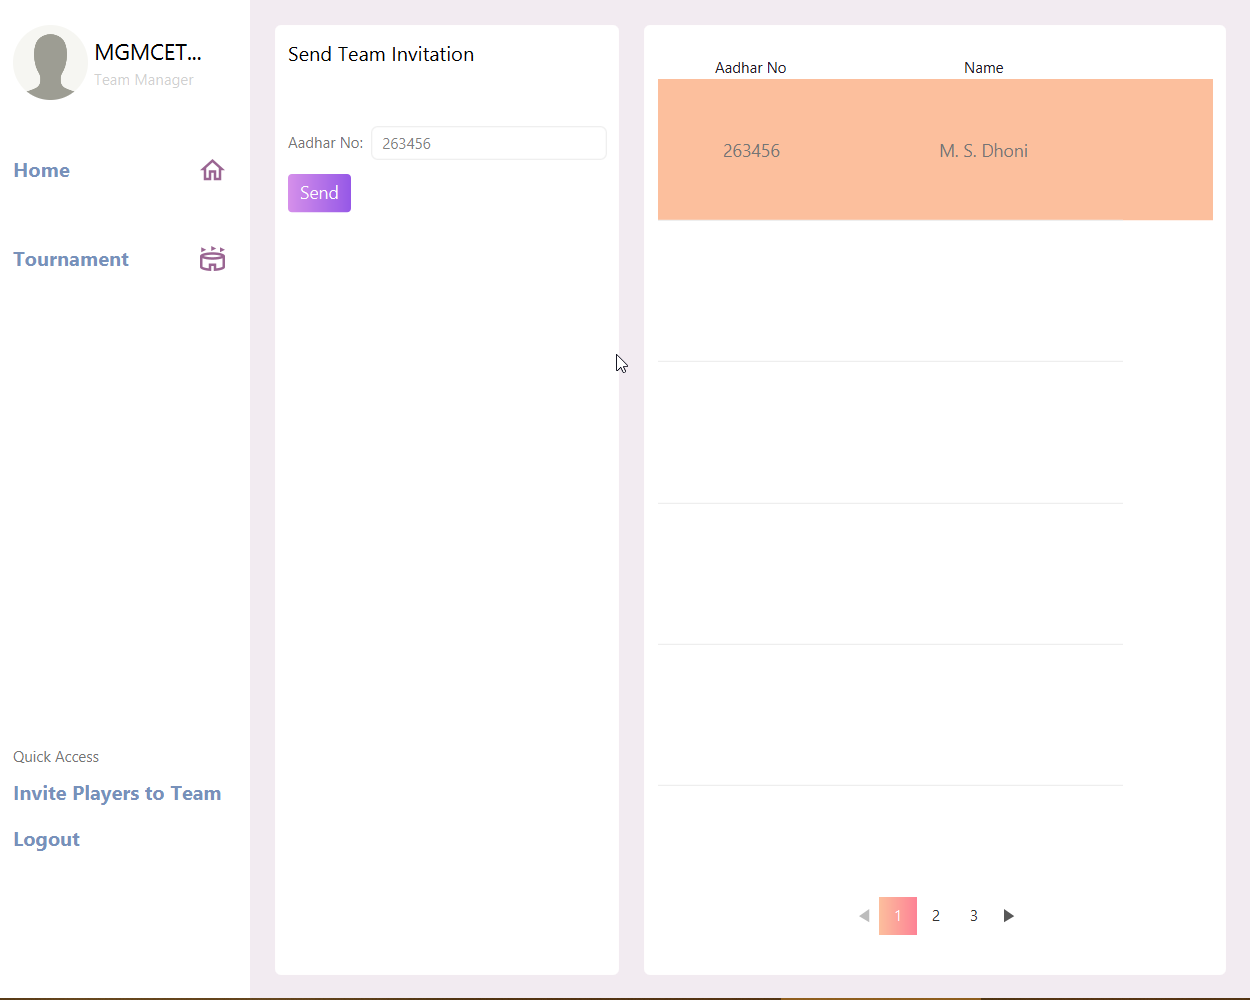 MGMCET...
Team Manager
Home
Tournament
Quick Access
Invite Players to Team
Logout
Send Team Invitation
Aadhar No: 263456
Send
Aadhar No Name
263456 M. S. Dhoni
1 2 3